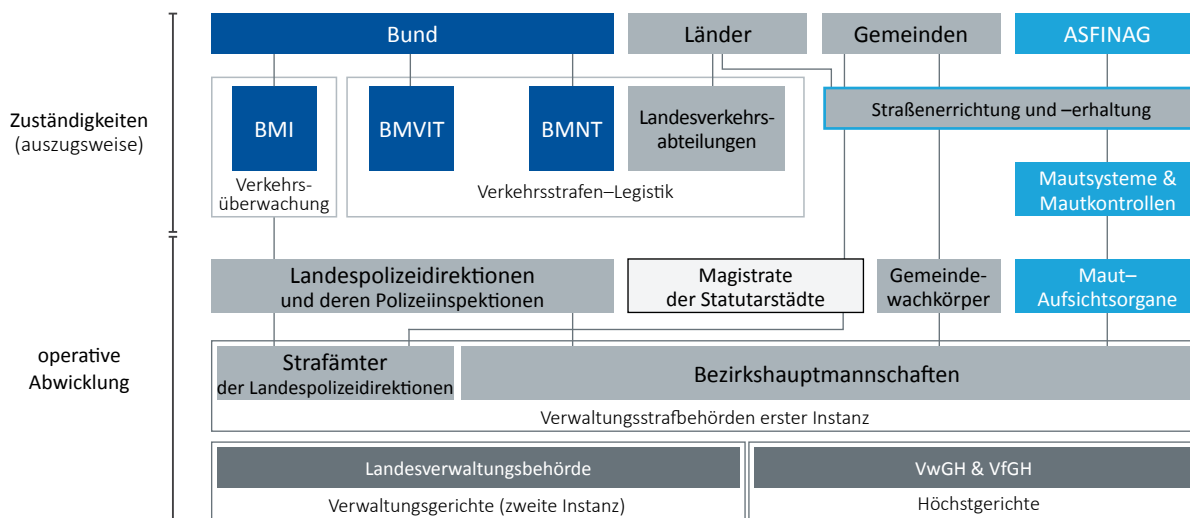 Bund
Länder
Gemeinden
ASFINAG
Zuständigkeiten
(auszugsweise)
BMI
BMVIT
BMNT
Landesverkehrs-
abteilungen
Straßenerrichtung und –erhaltung
Verkehrs-
überwachung
Verkehrsstrafen–Legistik
Mautsysteme &
Mautkontrollen
operative
Abwicklung
Landespolizeidirektionen
und deren Polizeiinspektionen
Magistrate
der Statutarstädte
Gemeinde-
wachkörper
Maut–
Aufsichtsorgane
Strafämter
der Landespolizeidirektionen
Bezirkshauptmannschaften
Verwaltungsstrafbehörden erster Instanz
Landesverwaltungsbehörde
VwGH & VfGH
Verwaltungsgerichte (zweite Instanz)
Höchstgerichte